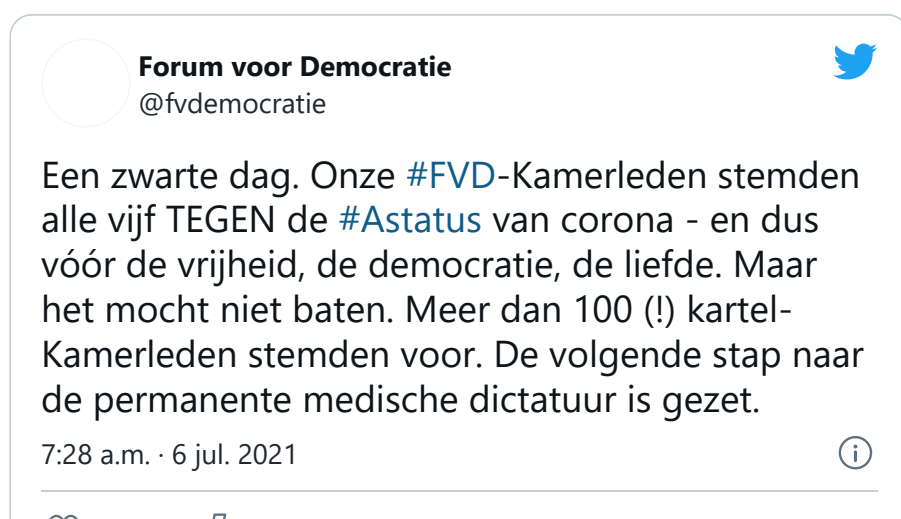 Forum voor Democratie
@fvdemocratie
Een zwarte dag. Onze #FVD-Kamerleden stemden
alle vijf TEGEN de #Astatus van corona - en dus
vóór de vrijheid, de democratie, de liefde. Maar
het mocht niet baten. Meer dan 100 (!) kartel-
Kamerleden stemden voor. De volgende stap naar
de permanente medische dictatuur is gezet.
7:28 a.m. · 6 jul. 2021